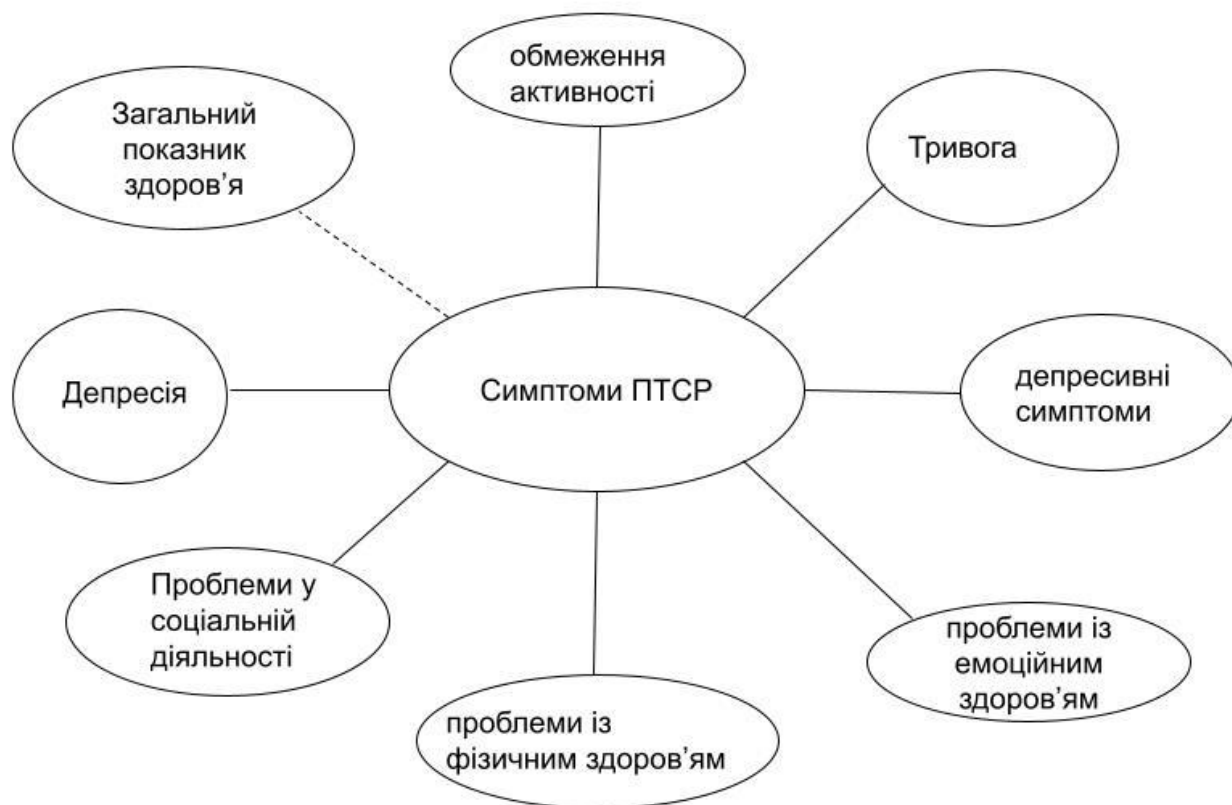 обмеження
активності
Загальний
показник
здоров’я
Тривога
Депресія
Симптоми ПТСР
депресивні
симптоми
Проблеми у
соціальній
діяльності
проблеми із
фізичним здоров’ям
проблеми із
емоційним
здоров’ям